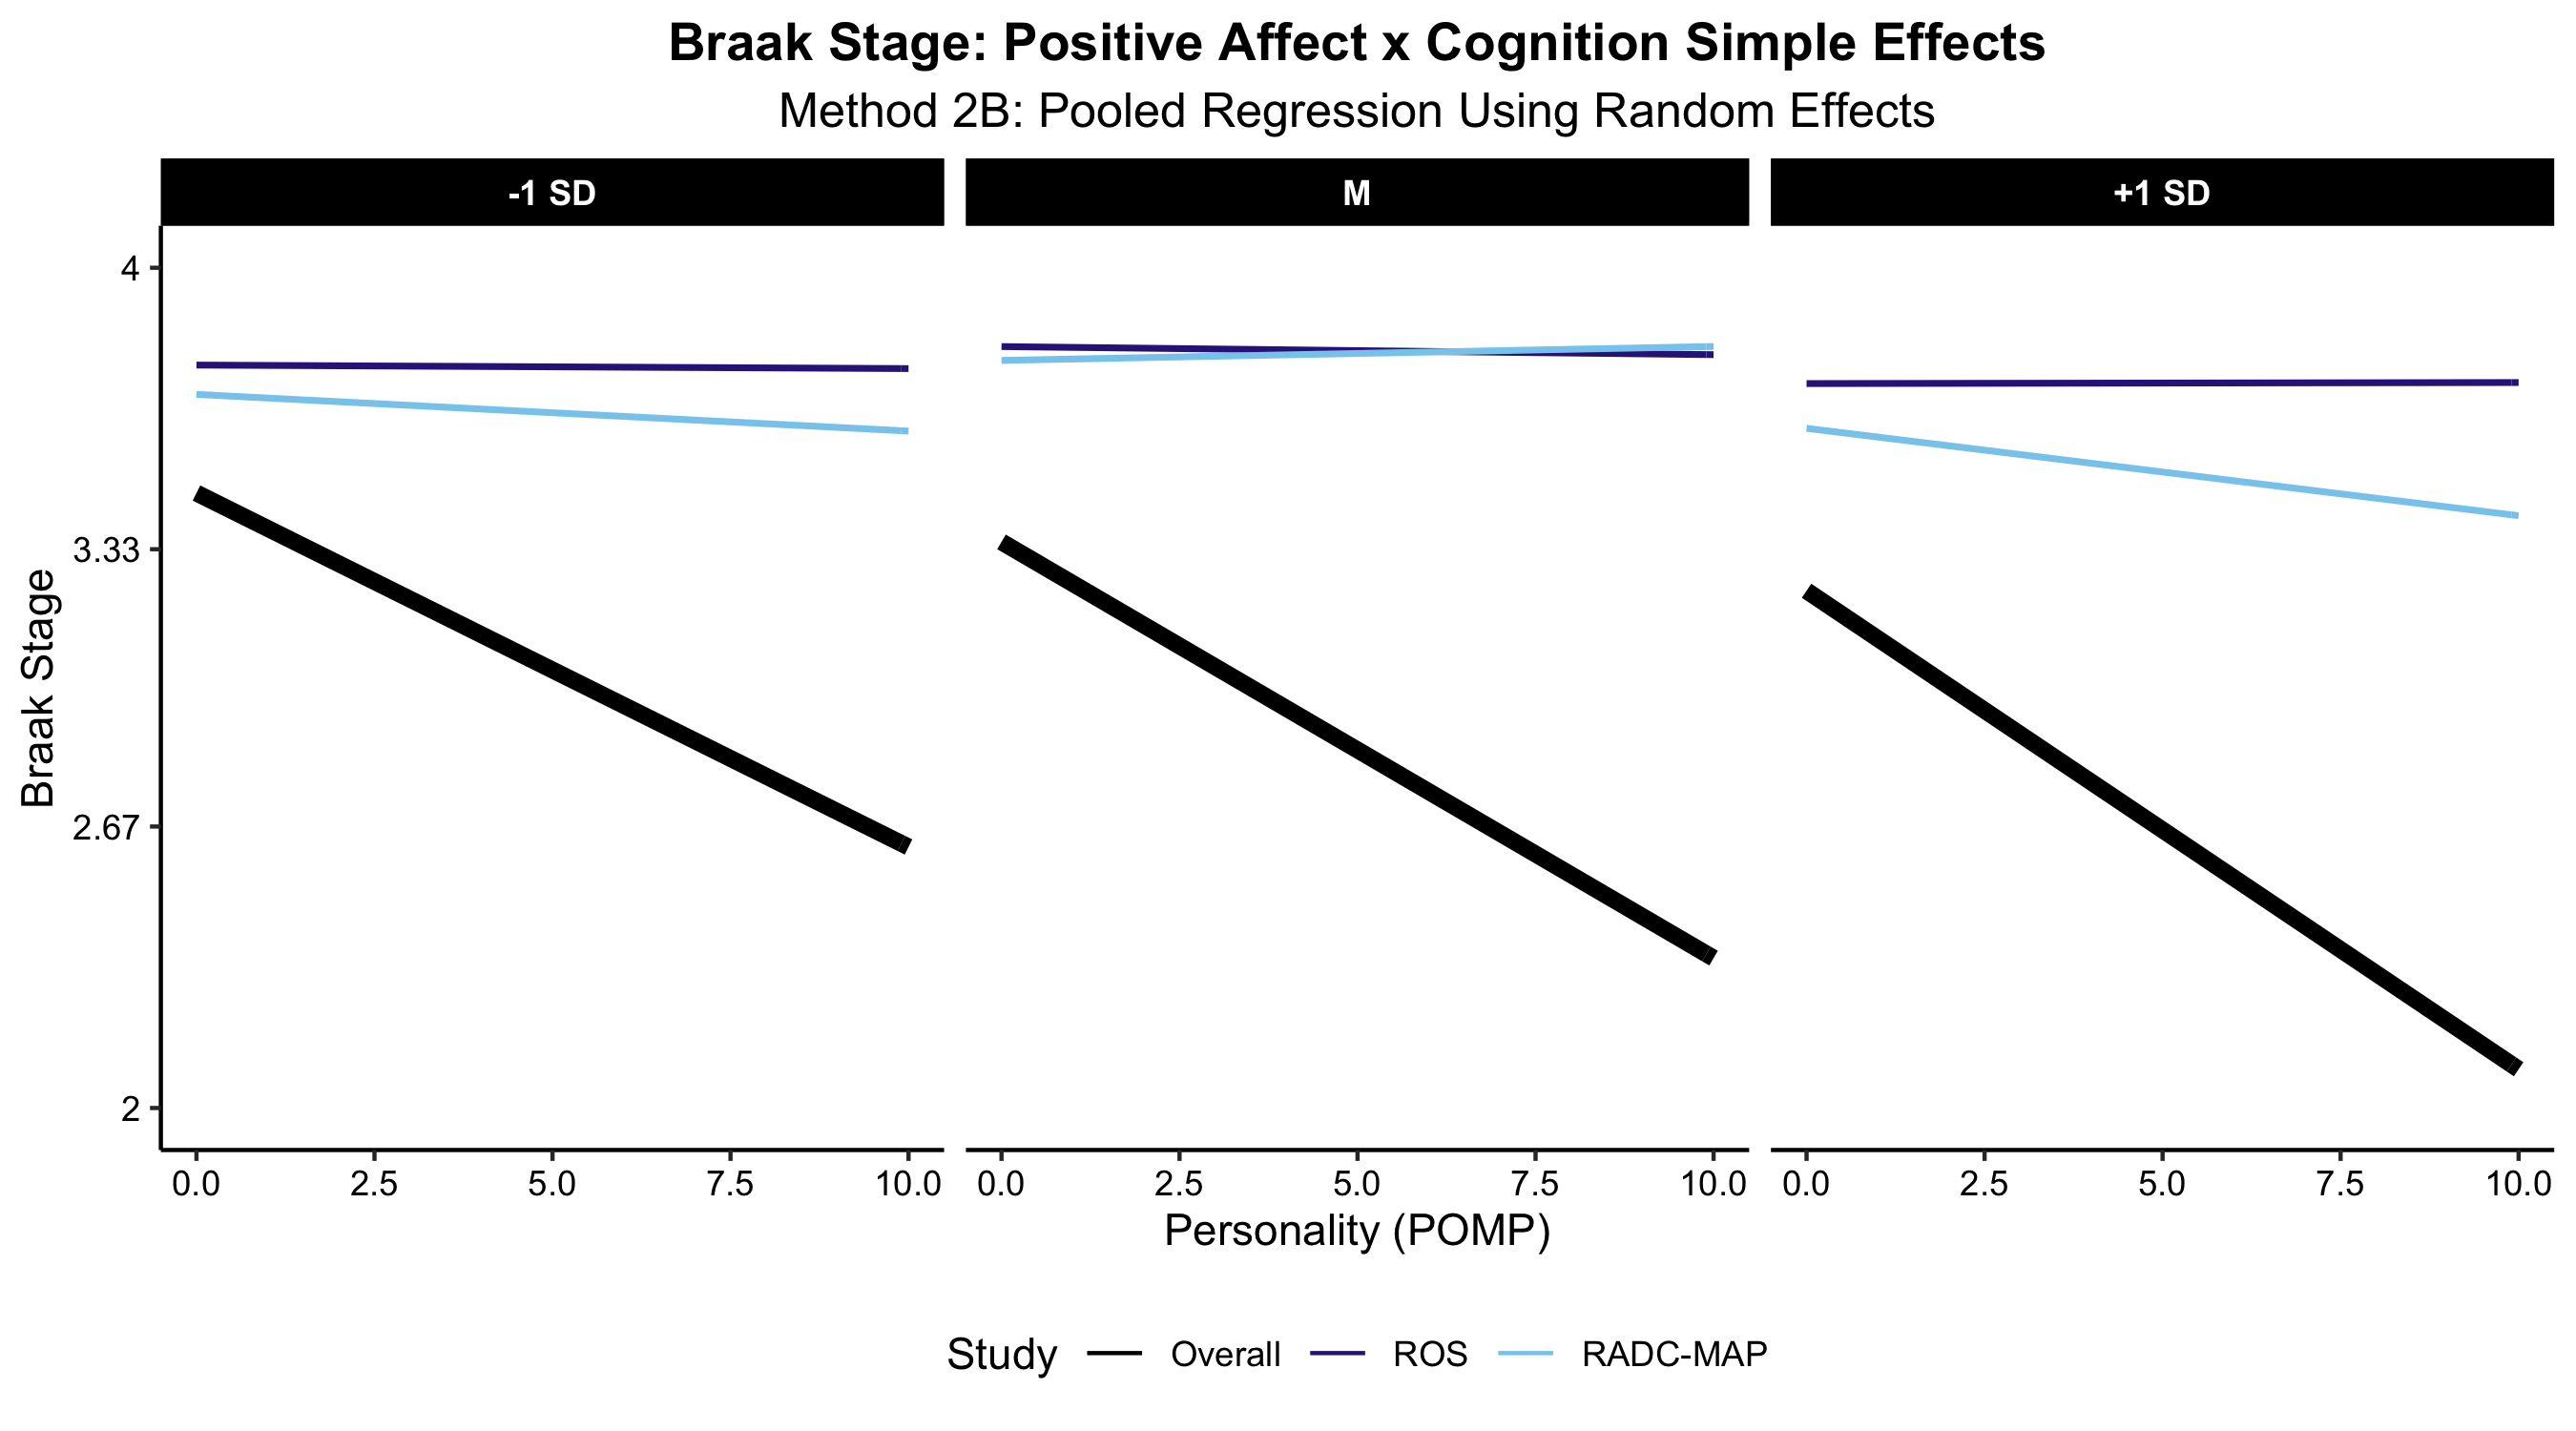 Braak Stage: Positive Affect x Cognition Simple Effects
Method 2B: Pooled Regression Using Random Effects
-1 SD
M
+1 SD
4
3.33
2.67
2
Braak Stage
0.0 2.5 5.0 7.5 10.0 0.0 2.5 5.0 7.5 10.0 0.0 2.5 5.0 7.5 10.0
Personality (POMP)
Study Overall ROS RADC-MAP